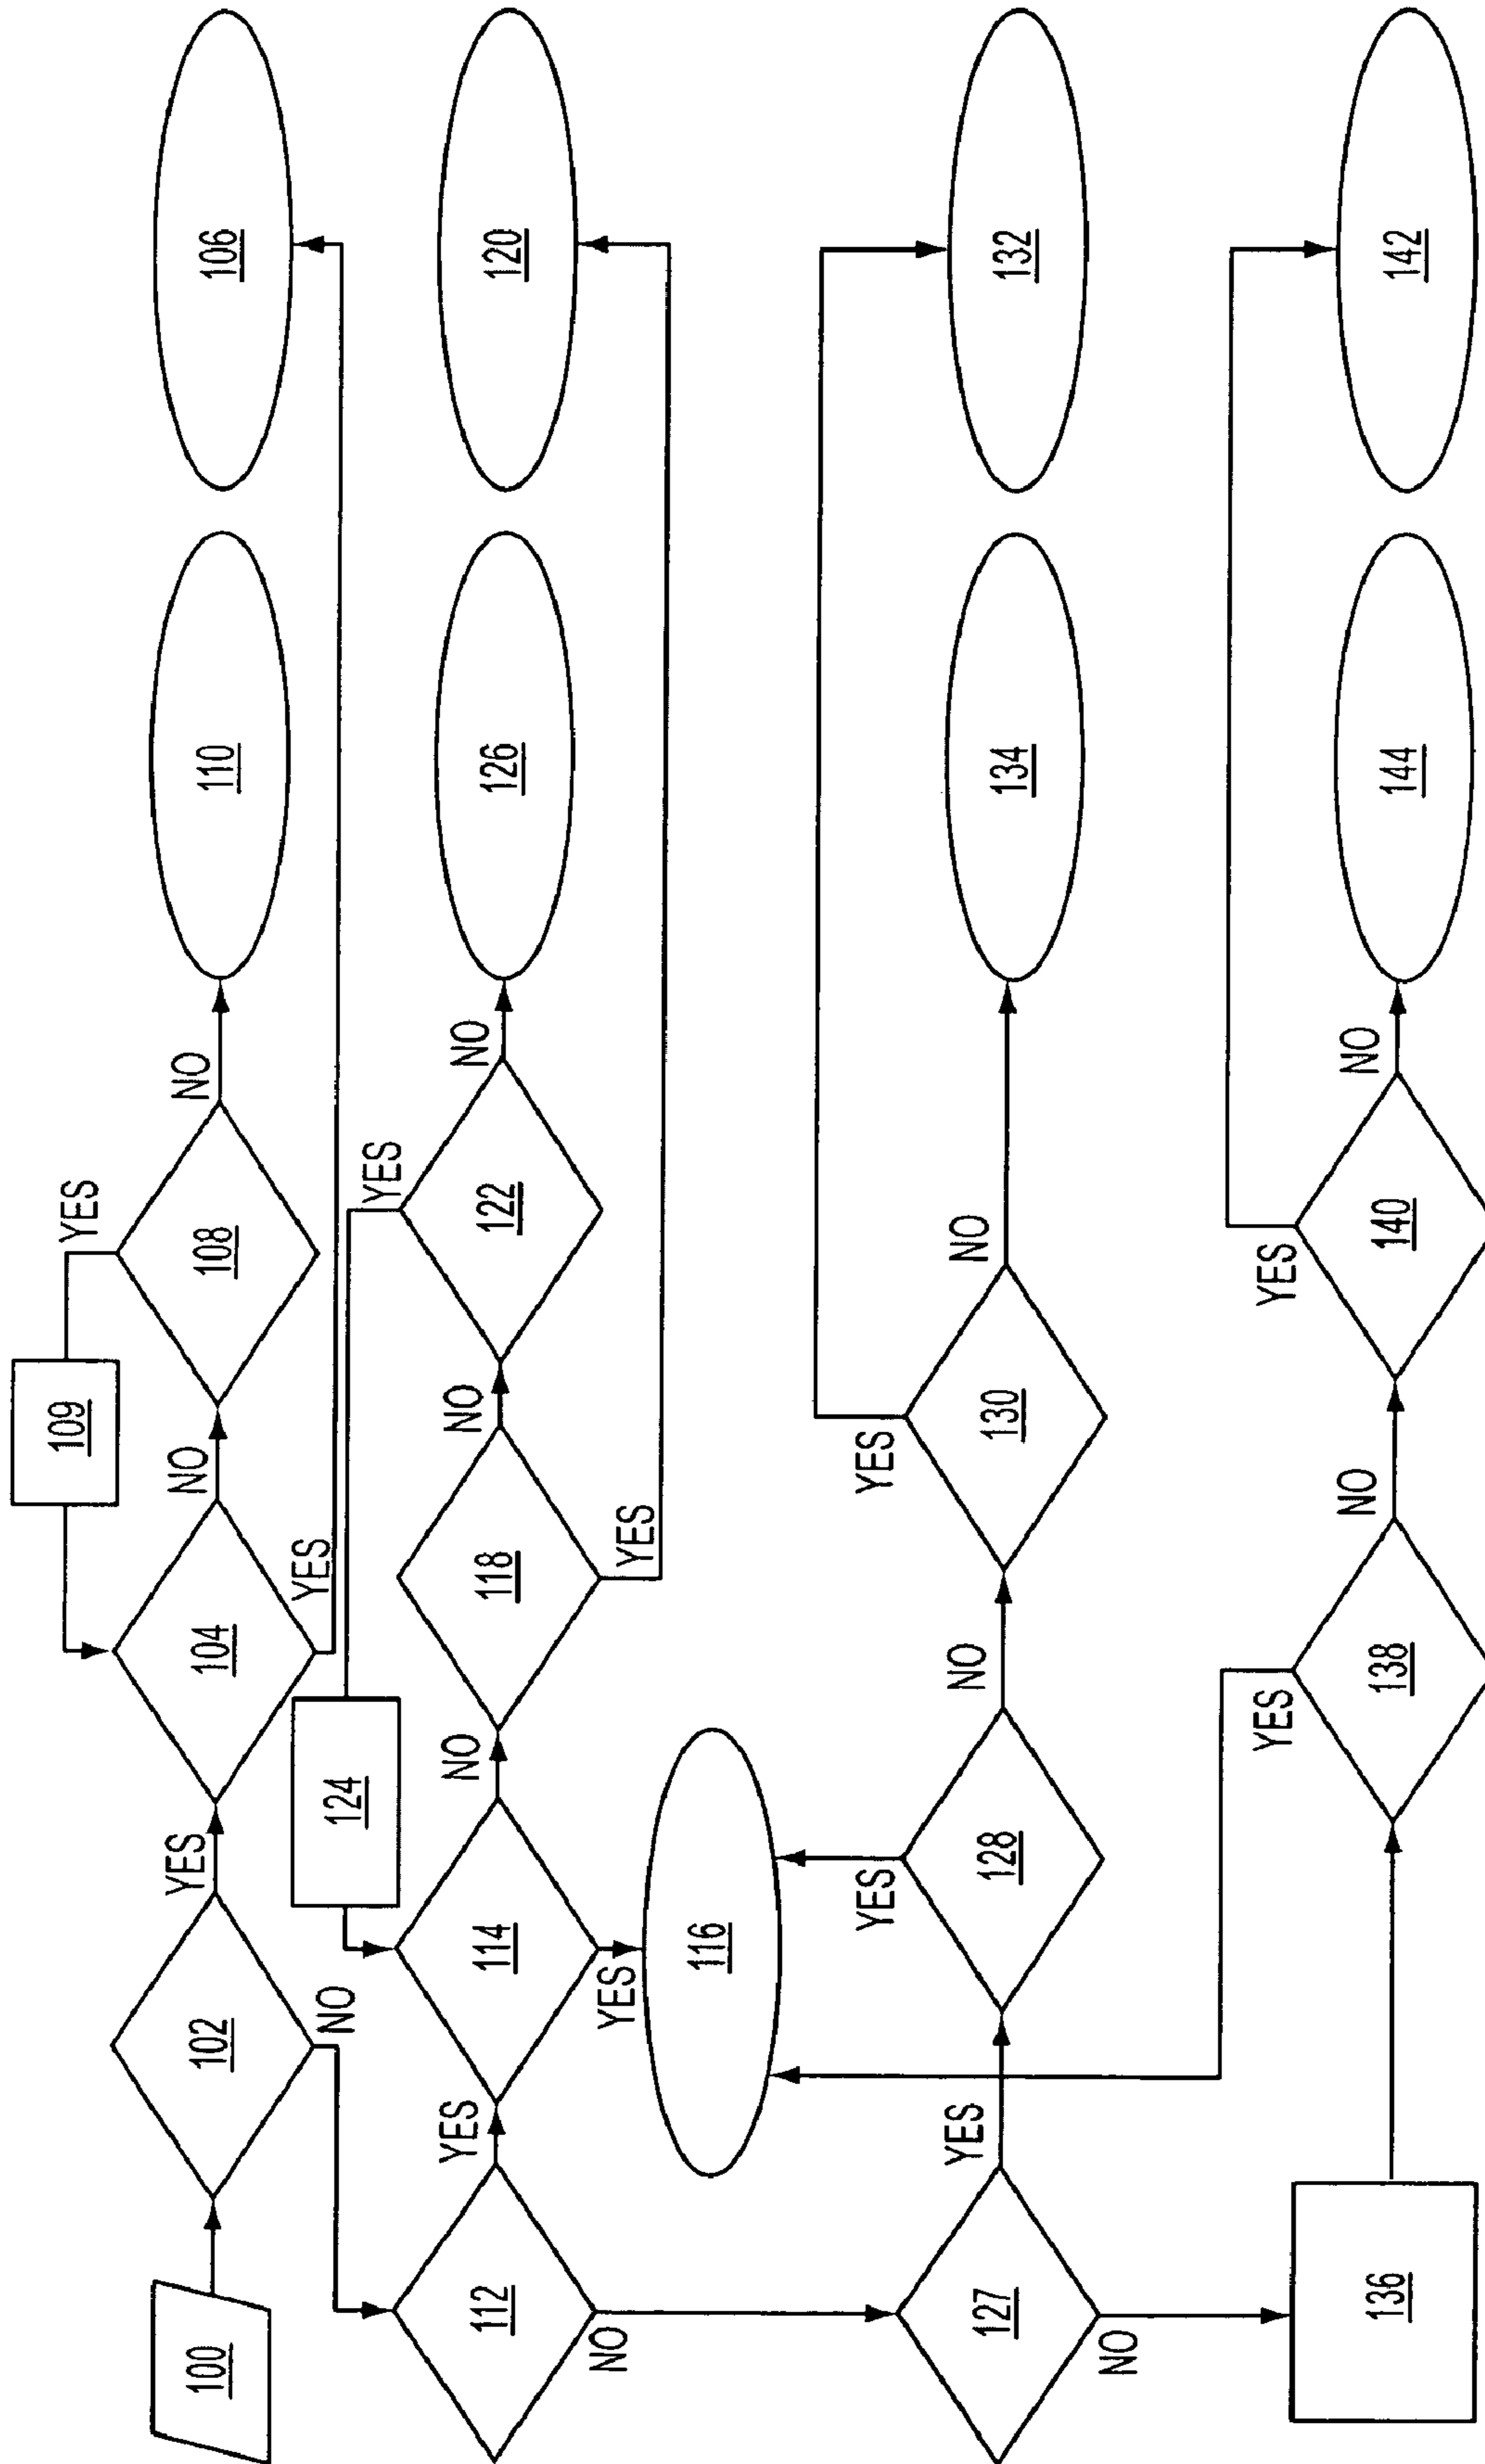 100
102
YES
NO
104
NO
YES
108
YES
NO
109
110
106
112
YES
NO
114
NO
YES
124
118
NO
YES
122
YES
NO
126
120
116
127
YES
NO
128
YES
NO
130
YES
NO
134
132
136
138
YES
NO
140
YES
NO
144
142